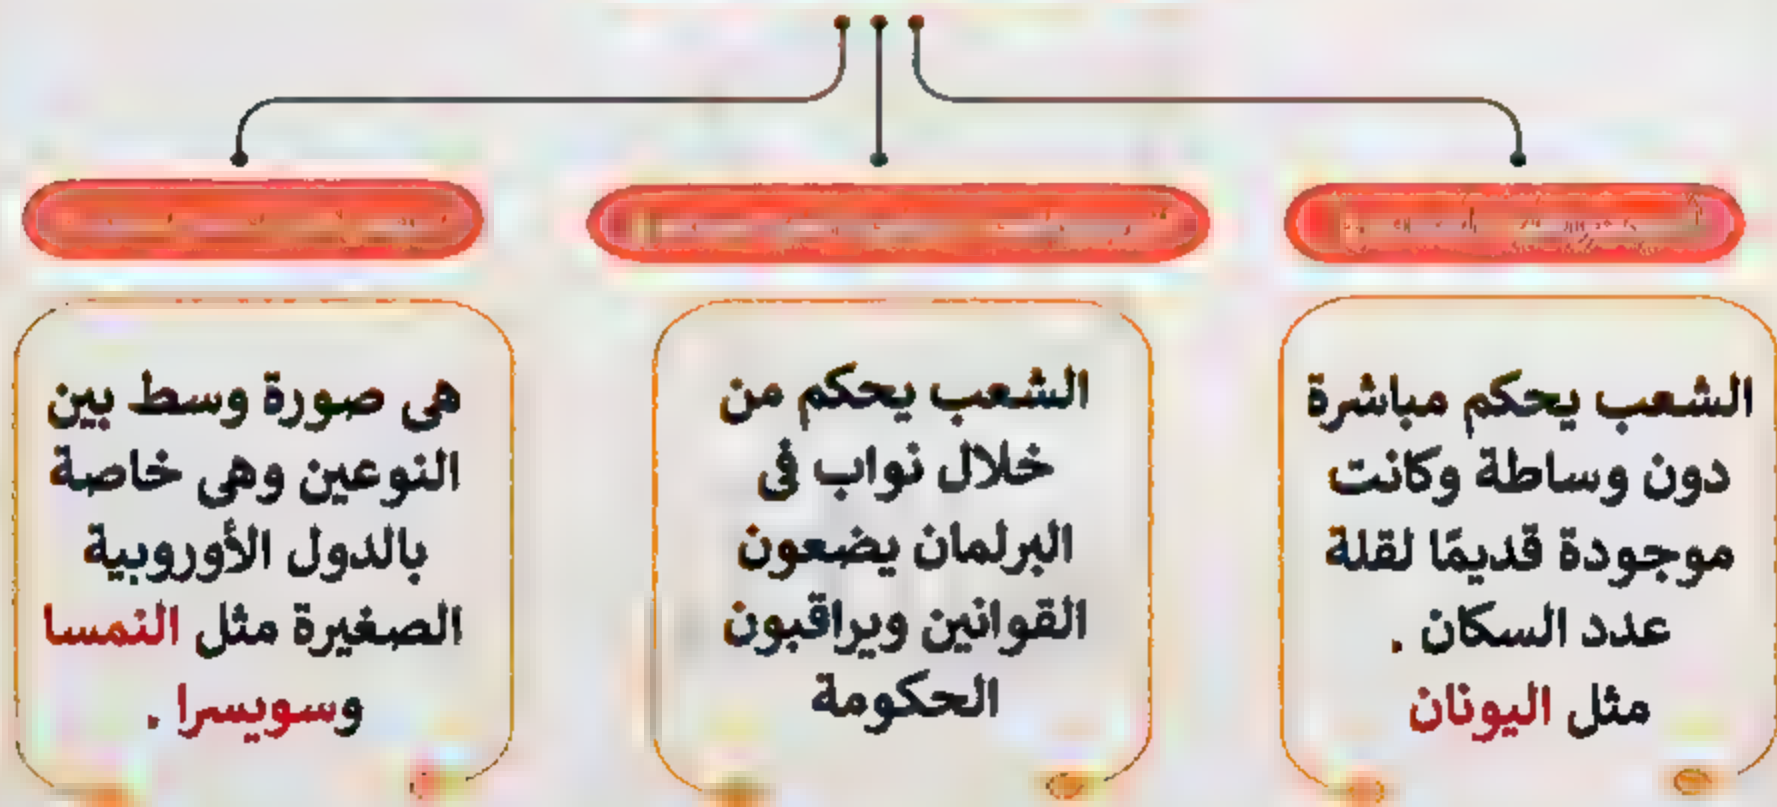 الشعب يحكم مباشرة
دون وساطة وكانت
موجودة قديمًا لقلة
عدد السكان .
مثل اليونان
الشعب يحكم من
خلال نواب فى
البرلمان يضعون
القوانين ويراقبون
الحكومة
هى صورة وسط بين
النوعين وهى خاصة
بالدول الأوروبية
الصغيرة مثل النمسا
وسويسرا .